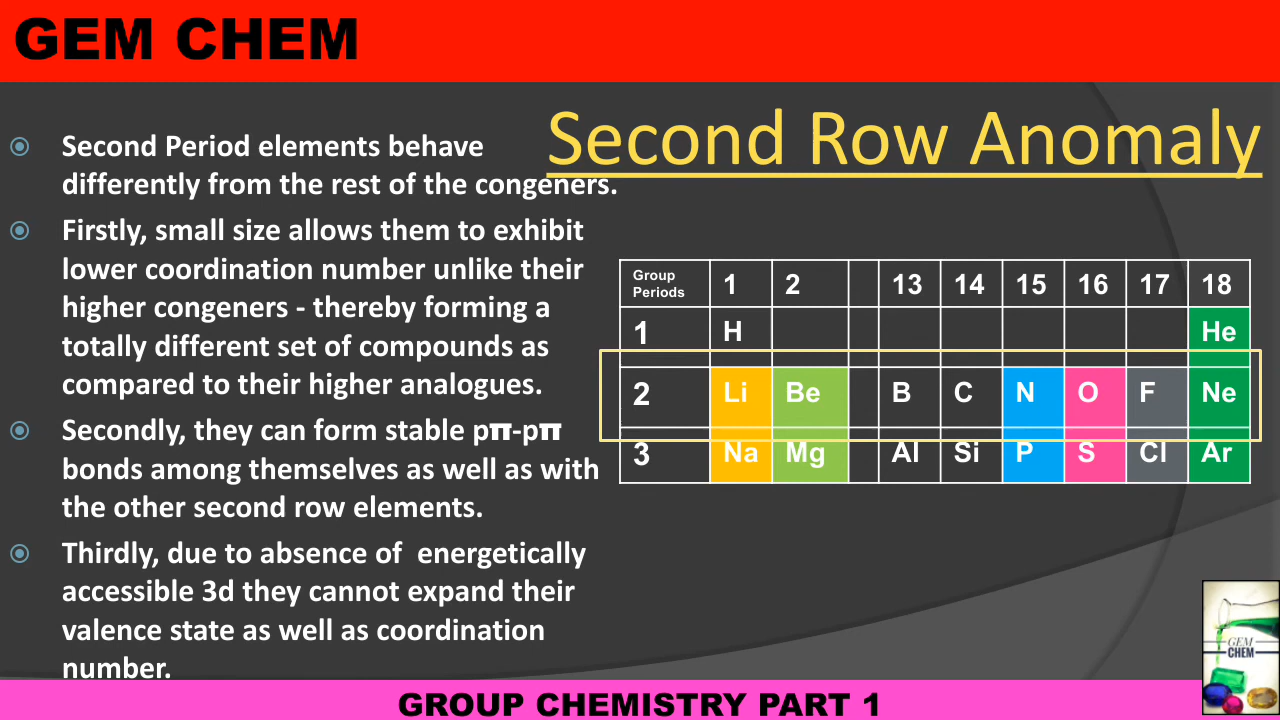 GEM CHEM
Second Row Anomaly
Second Period elements behave
differently from the rest of the congeners.
Firstly, small size allows them to exhibit
lower coordination number unlike their
higher congeners - thereby forming a
totally different set of compounds as
compared to their higher analogues.
Secondly, they can form stable pπ-pπ
bonds among themselves as well as with
the other second row elements.
Thirdly, due to absence of  energetically
accessible 3d they cannot expand their
valence state as well as coordination
number.
Group
Periods 1 2 13 14 15 16 17 18
1 H He
2 Li Be B C N O F Ne
3 Na Mg Al Si P S Cl Ar
GEM
CHEM
GROUP CHEMISTRY PART 1